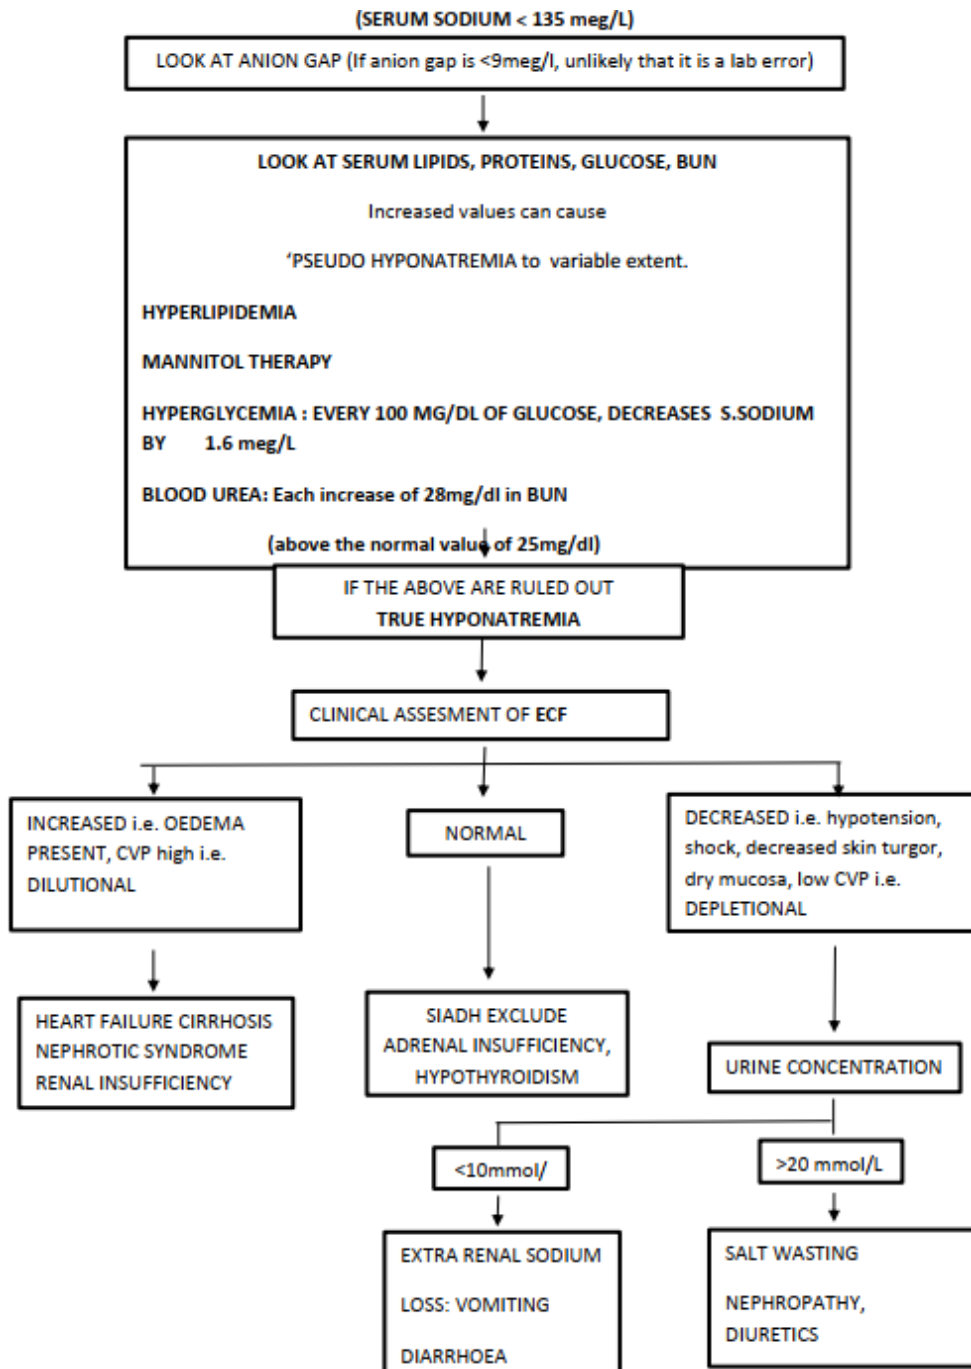 (SERUM SODIUM < 135 meg/L)
LOOK AT ANION GAP (If anion gap is <9meg/l, unlikely that it is a lab error)
LOOK AT SERUM LIPIDS, PROTEINS, GLUCOSE, BUN
Increased values can cause
‘PSEUDO HYPONATREMIA to variable extent.
HYPERLIPIDEMIA
MANNITOL THERAPY
HYPERGLYCEMIA : EVERY 100 MG/DL OF GLUCOSE, DECREASES S.SODIUM
BY 1.6 meg/L
BLOOD UREA: Each increase of 28mg/dl in BUN
(above the normal value of 25mg/dl)
IF THE ABOVE ARE RULED OUT
TRUE HYPONATREMIA
CLINICAL ASSESMENT OF ECF
INCREASED i.e. OEDEMA
PRESENT, CVP high i.e.
DILUTIONAL
NORMAL
DECREASED i.e. hypotension,
shock, decreased skin turgor,
dry mucosa, low CVP i.e.
DEPLETIONAL
HEART FAILURE CIRRHOSIS
NEPHROTIC SYNDROME
RENAL INSUFFICIENCY
SIADH EXCLUDE
ADRENAL INSUFFICIENCY,
HYPOTHYROIDISM
URINE CONCENTRATION
<10mmol/
>20 mmol/L
EXTRA RENAL SODIUM
LOSS: VOMITING
DIARRHOEA
SALT WASTING
NEPHROPATHY,
DIURETICS